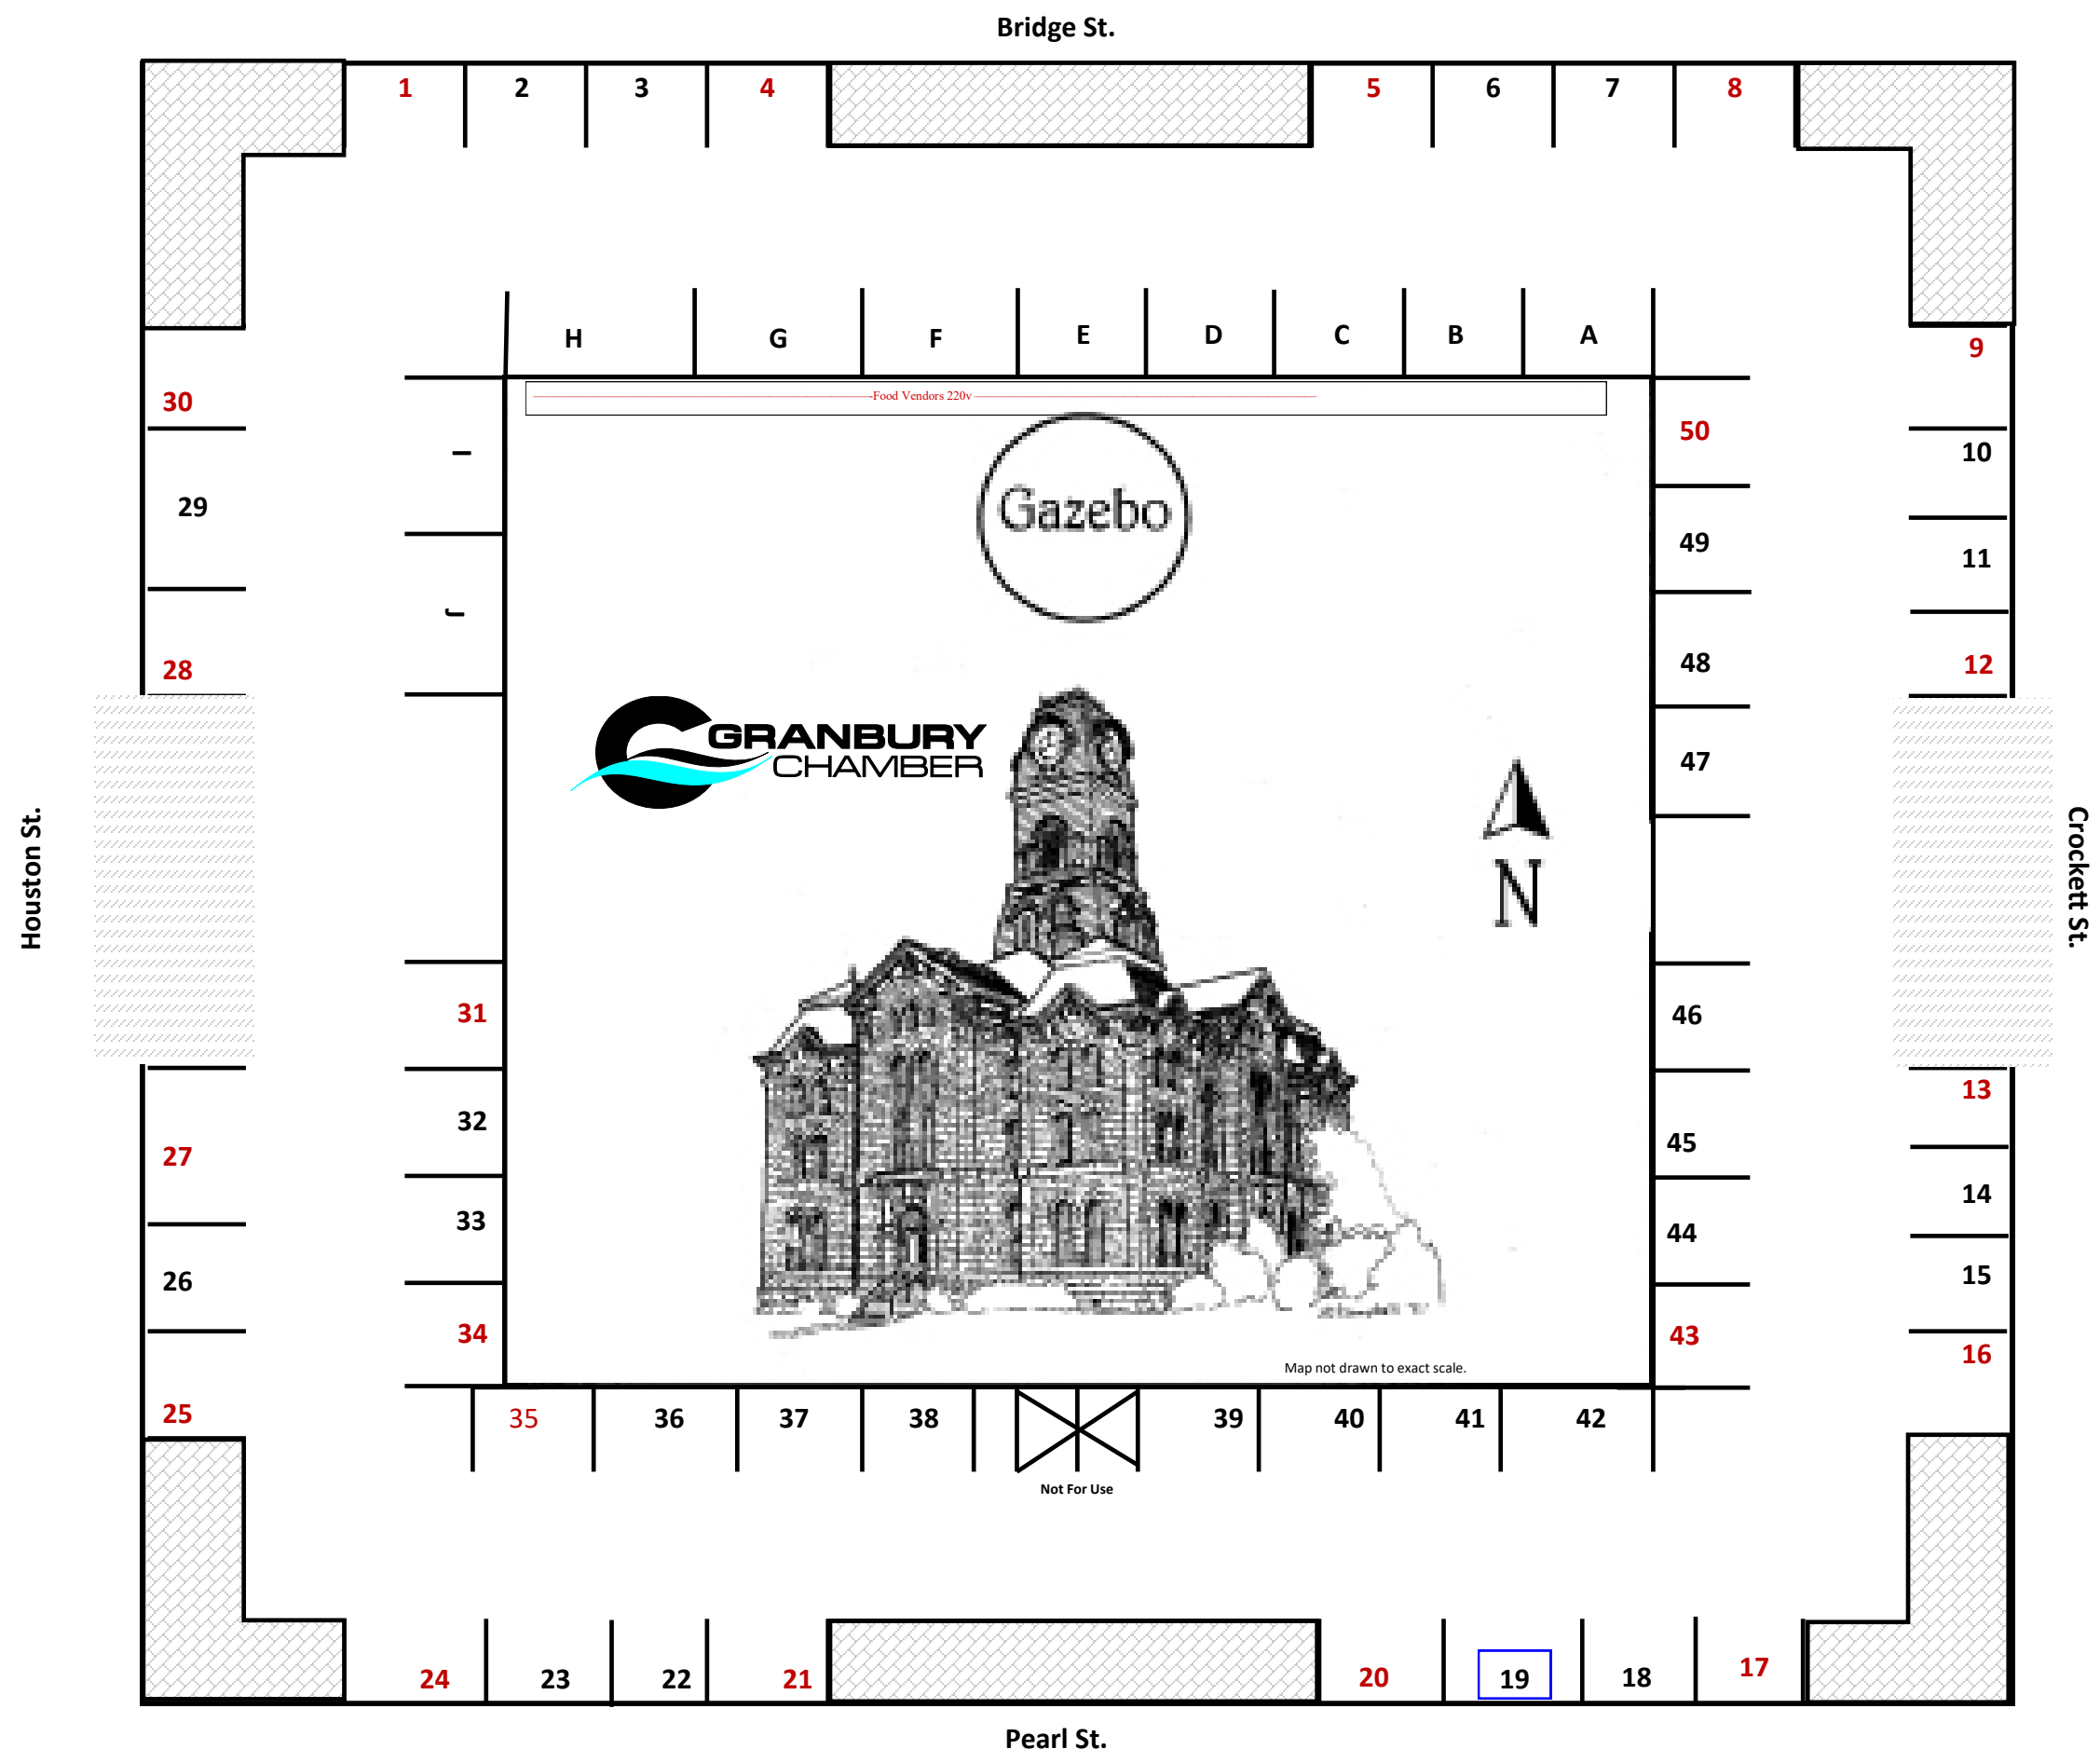 Bridge St.
1 2 3 4 5 6 7 8
H G F E D C B A
9
-Food Vendors 220v
30
50
10
I
29
Gazebo
49
11
J
28
48
12
GRANBURY
CHAMBER
47
Houston St.
Crockett St.
N
31
46
13
32
45
27
14
33
44
26
15
34
43
16
Map not drawn to exact scale.
25
35 36 37 38 39 40 41 42
Not For Use
24 23 22 21 20 19 18 17
Pearl St.